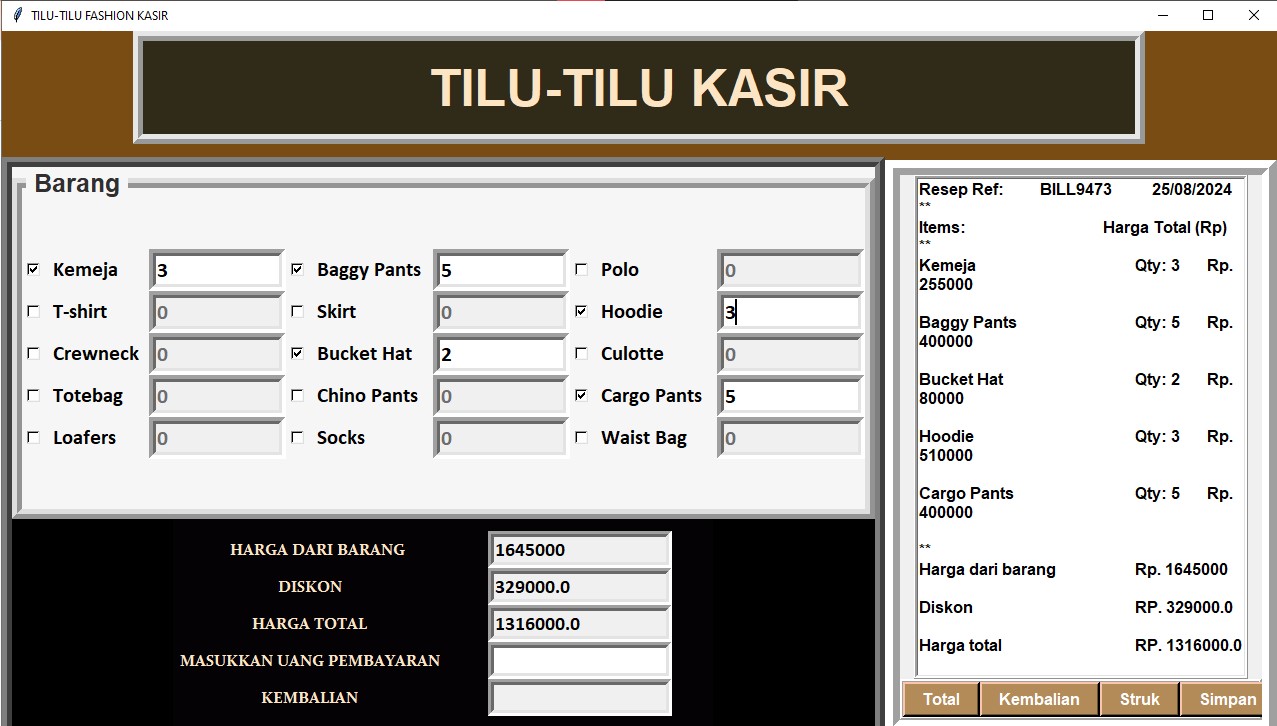 TILU-TILU FASHION KASIR
TILU-TILU KASIR
Barang
Kemeja 3 Baggy Pants 5 Polo 0
T-shirt 0 Skirt 0 Hoodie 3
Crewneck 0 Bucket Hat 2 Culotte 0
Totebag 0 Chino Pants 0 Cargo Pants 5
Loafers 0 Socks 0 Waist Bag 0
HARGA DARI BARANG 1645000
DISKON 329000.0
HARGA TOTAL 1316000.0
MASUKKAN UANG PEMBAYARAN
KEMBALIAN
Resep Ref: BILL9473 25/08/2024
**
Items: Harga Total (Rp)
**
Kemeja Qty: 3 Rp.
255000
Baggy Pants Qty: 5 Rp.
400000
Bucket Hat Qty: 2 Rp.
80000
Hoodie Qty: 3 Rp.
510000
Cargo Pants Qty: 5 Rp.
400000
**
Harga dari barang Rp. 1645000
Diskon RP. 329000.0
Harga total RP. 1316000.0
Total Kembalian Struk Simpan